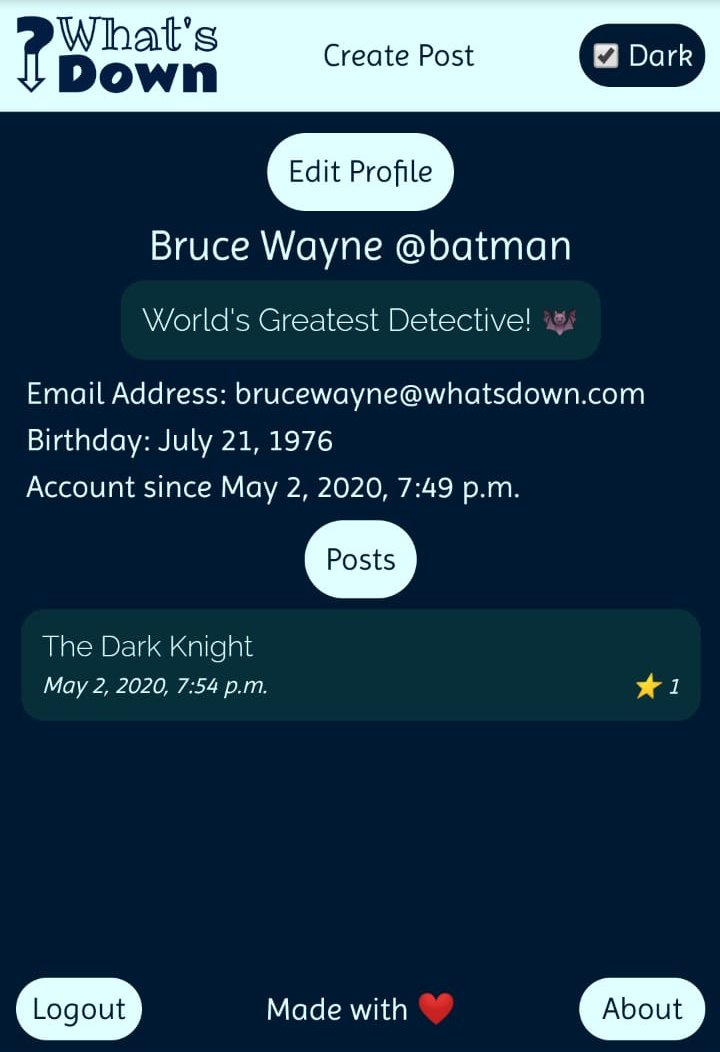 What's
Down
Create Post
Dark
Edit Profile
Bruce Wayne @batman
World's Greatest Detective! 🦇
Email Address: brucewayne@whatsdown.com
Birthday: July 21, 1976
Account since May 2, 2020, 7:49 p.m.
Posts
The Dark Knight
May 2, 2020, 7:54 p.m. ⭐ 1
Logout
Made with ❤️
About